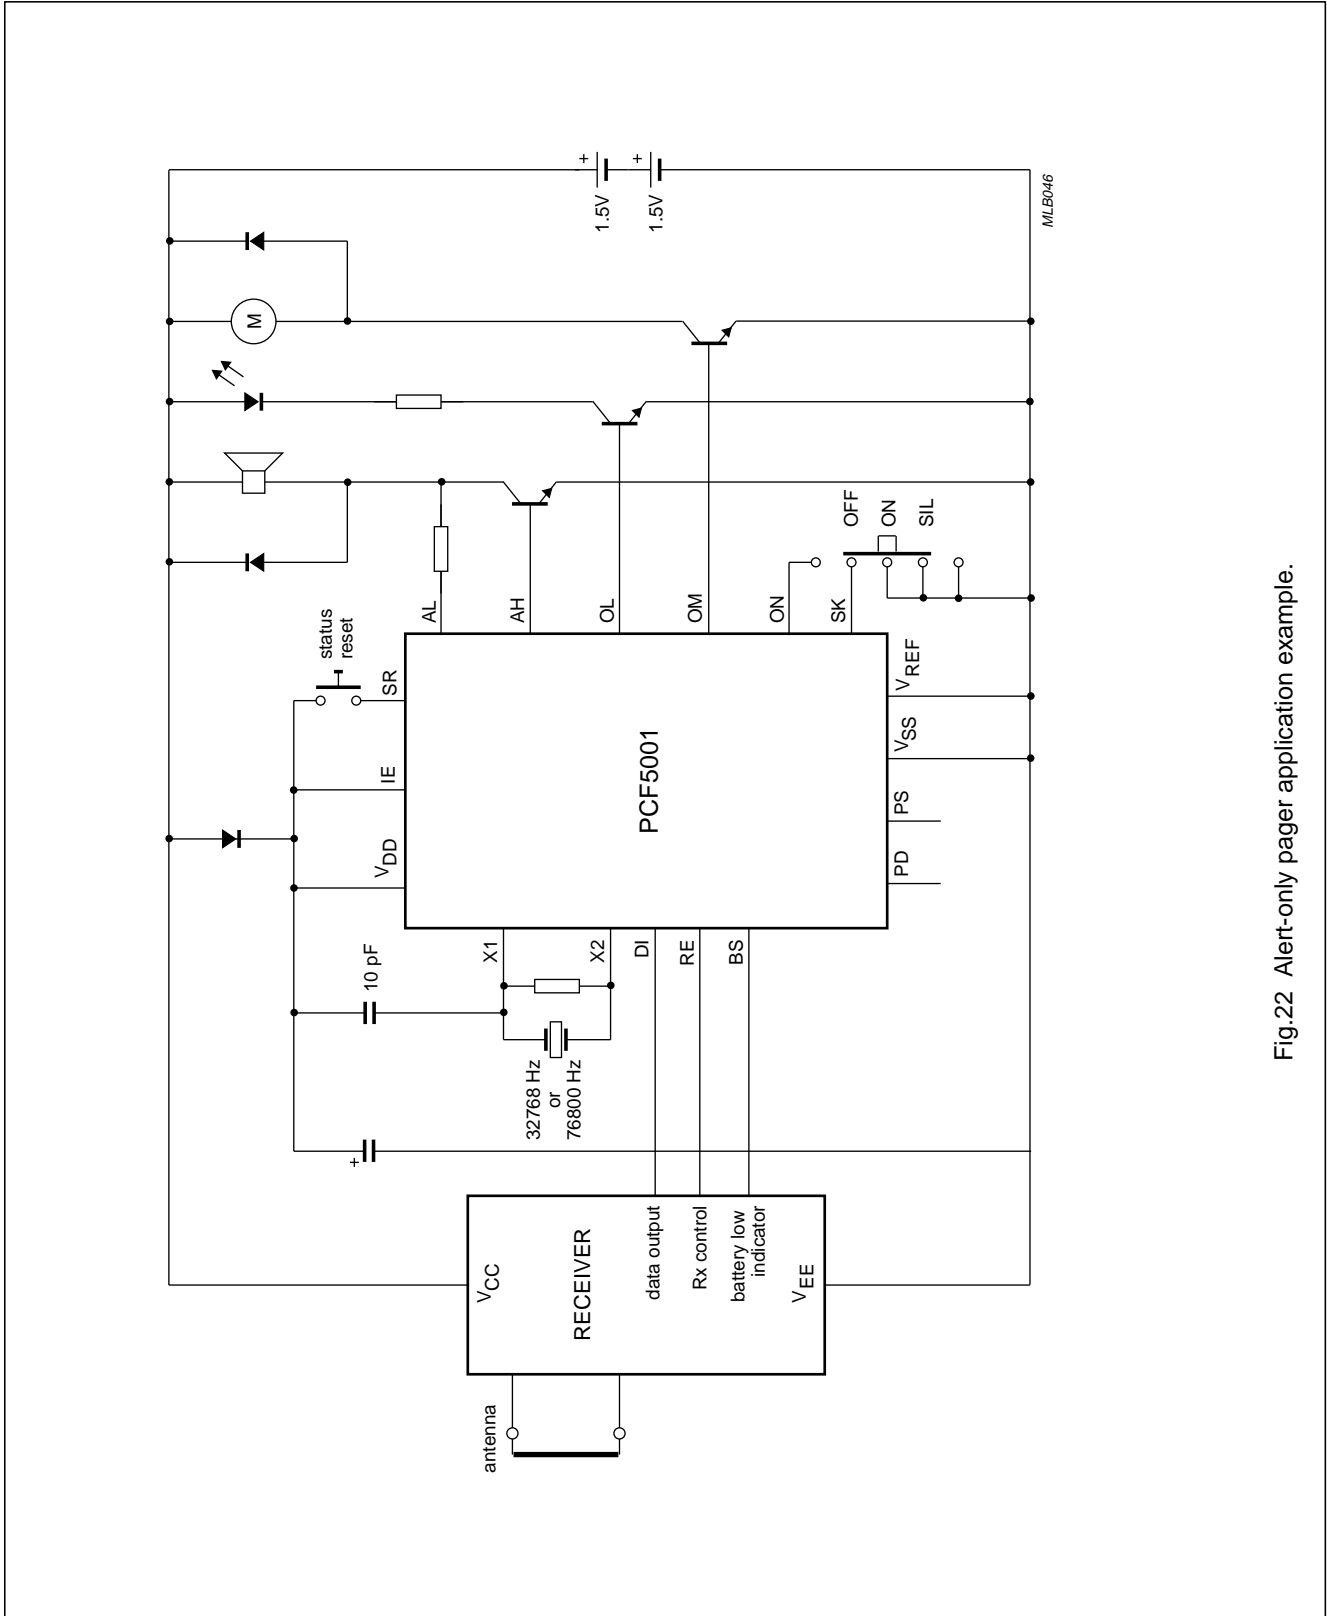 antenna
RECEIVER
VCC
data output
Rx control
battery low
indicator
VEE
+
32768 Hz
or
76800 Hz
10 pF
X1
X2
DI
RE
BS
VDD
IE
SR
status
reset
PCF5001
PD
PS
VSS
VREF
AL
AH
OL
OM
ON
SK
OFF
ON
SIL
M
+
1.5V
+
1.5V
MLB046
Fig.22 Alert-only pager application example.